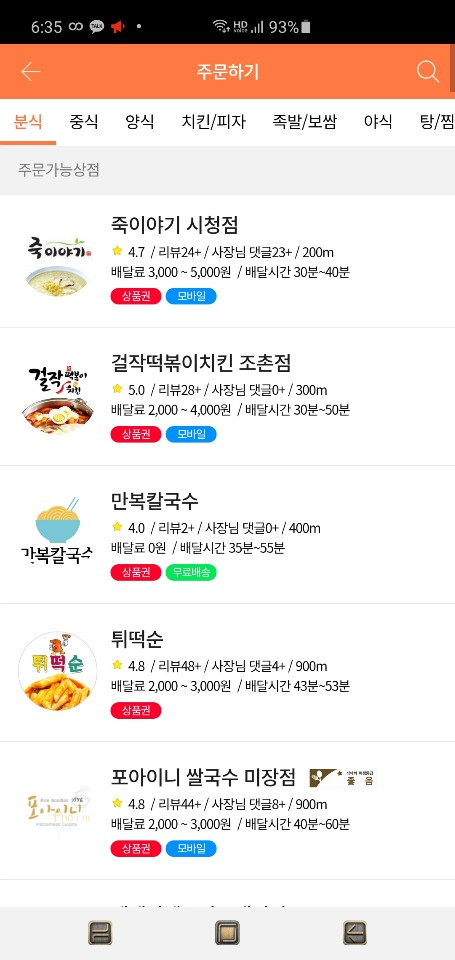 6:35 TALK HD voice 93%
주문하기
분식 중식 양식 치킨/피자 족발/보쌈 야식 탕/찜
주문가능상점
죽이야기
죽이야기 시청점
4.7 / 리뷰24+ / 사장님 댓글23+ / 200m
배달료 3,000 ~ 5,000원 / 배달시간 30분~40분
상품권 모바일
걸작떡볶이치킨
걸작떡볶이치킨 조촌점
5.0 / 리뷰28+ / 사장님 댓글0+ / 300m
배달료 2,000 ~ 4,000원 / 배달시간 30분~50분
상품권 모바일
만복칼국수
만복칼국수
4.0 / 리뷰2+ / 사장님 댓글0+ / 400m
배달료 0원 / 배달시간 35분~55분
상품권 무료배송
튀떡순
튀떡순
4.8 / 리뷰48+ / 사장님 댓글4+ / 900m
배달료 2,000 ~ 3,000원 / 배달시간 43분~53분
상품권
포아이니
포아이니 쌀국수 미장점
좋음
4.8 / 리뷰44+ / 사장님 댓글8+ / 900m
배달료 2,000 ~ 3,000원 / 배달시간 40분~60분
상품권 모바일